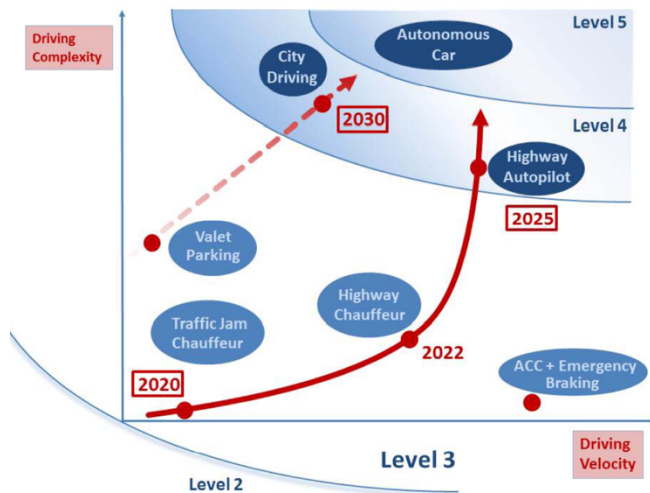 Driving
Complexity
Level 5
Autonomous
Car
City
Driving
2030
Level 4
Highway
Autopilot
2025
Valet
Parking
Highway
Chauffeur
Traffic Jam
Chauffeur
2022
ACC + Emergency
Braking
2020
Level 3
Driving
Velocity
Level 2